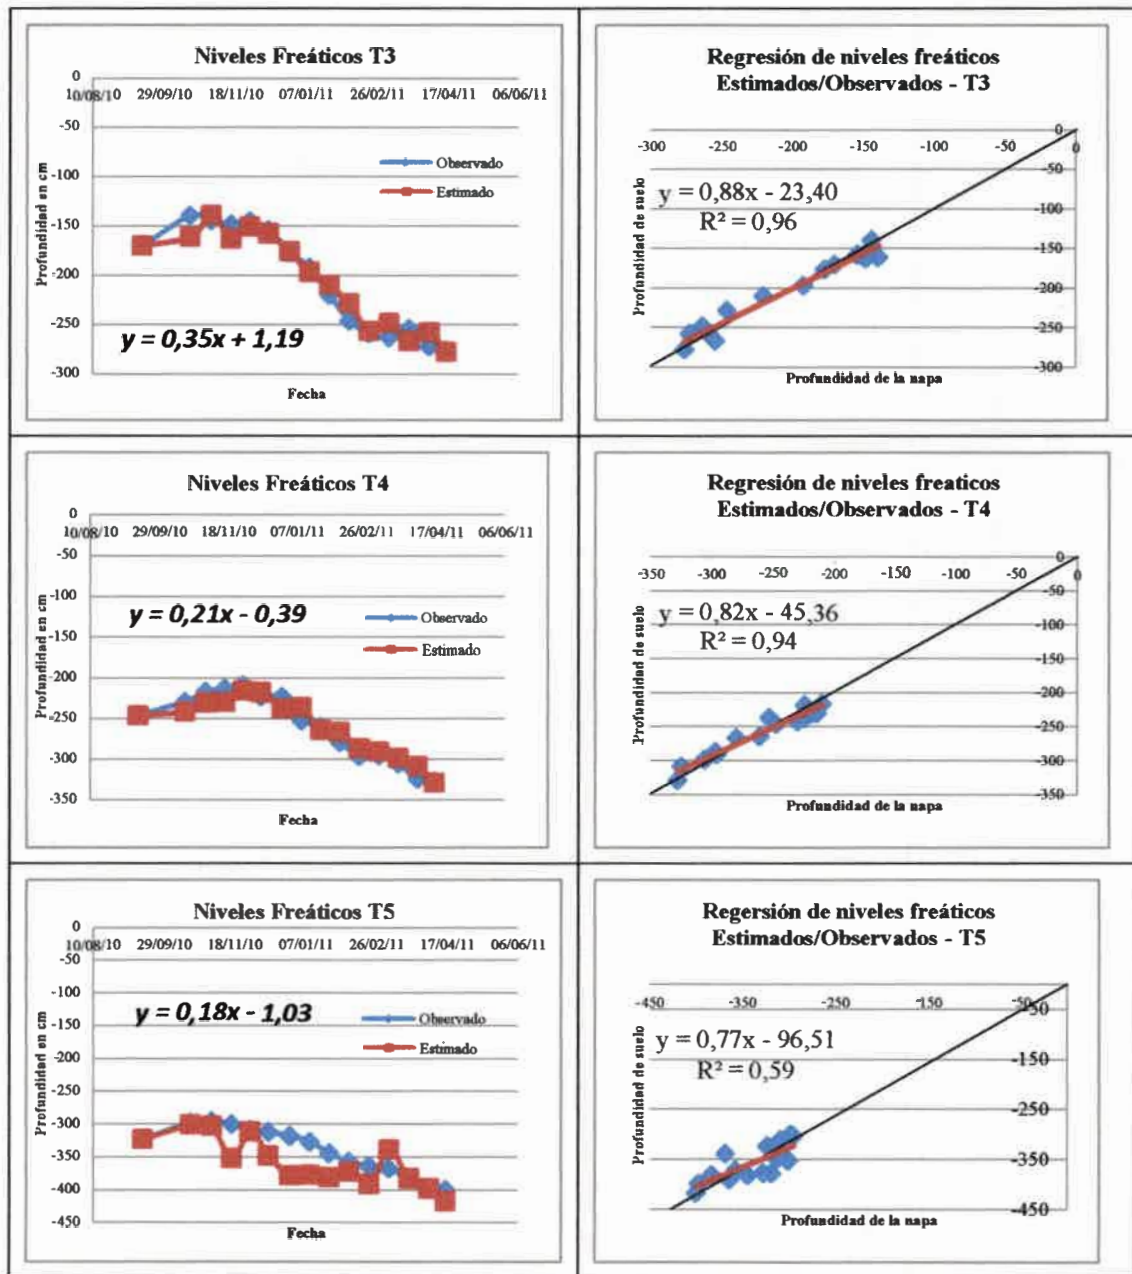 Niveles Freáticos T3
0
10/08/10 29/09/10 18/11/10 07/01/11 26/02/11 17/04/11 06/06/11
-50
-100
-150
-200
-250
-300
Profundidad en cm
Observado
Estimado
y = 0,35x + 1,19
Fecha
Regresión de niveles freáticos
Estimados/Observados - T3
-300 -200 -100 0
0
-50
-100
-150
-200
-250
-300
Profundidad de suelo
y = 0,88x - 23,40
R² = 0,96
Profundidad de la napa
Niveles Freáticos T4
0
10/08/10 29/09/10 18/11/10 07/01/11 26/02/11 17/04/11 06/06/11
-50
-100
-150
-200
-250
-300
-350
Profundidad en cm
y = 0,21x - 0,39
Observado
Estimado
Fecha
Regresión de niveles freaticos
Estimados/Observados - T4
-350 -300 -250 -200 -150 -100 -50 0
0
-50
-100
-150
-200
-250
-300
-350
Profundidad de suelo
y = 0,82x - 45,36
R² = 0,94
Profundidad de la napa
Niveles Freáticos T5
0
10/08/10 29/09/10 18/11/10 07/01/11 26/02/11 17/04/11 06/06/11
-50
-100
-150
-200
-250
-300
-350
-400
-450
Profundidad en cm
y = 0,18x - 1,03
Observado
Estimado
Fecha
Regersión de niveles freáticos
Estimados/Observados - T5
-450 -350 -250 -150 -50
-50
-150
-250
-350
-450
Profundidad de suelo
y = 0,77x - 96,51
R² = 0,59
Profundidad de la napa